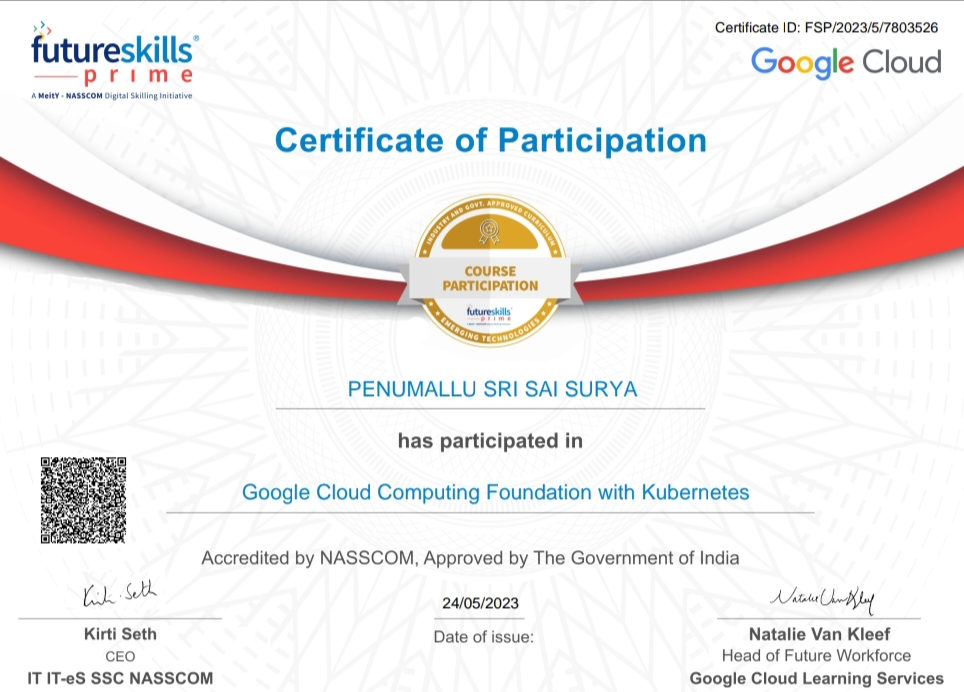 futureskills®
prime
A MeitY - NASSCOM Digital Skilling Initiative
Certificate ID: FSP/2023/5/7803526
Google Cloud
Certificate of Participation
INDUSTRY AND GOVT. APPROVED CURRICULUM
COURSE
PARTICIPATION
futureskills
prime
EMERGING TECHNOLOGIES
PENUMALLU SRI SAI SURYA
has participated in
Google Cloud Computing Foundation with Kubernetes
Accredited by NASSCOM, Approved by The Government of India
Kirti Seth
Kirti Seth
CEO
IT IT-eS SSC NASSCOM
24/05/2023
Date of issue:
Natalie Van Kleef
Natalie Van Kleef
Head of Future Workforce
Google Cloud Learning Services